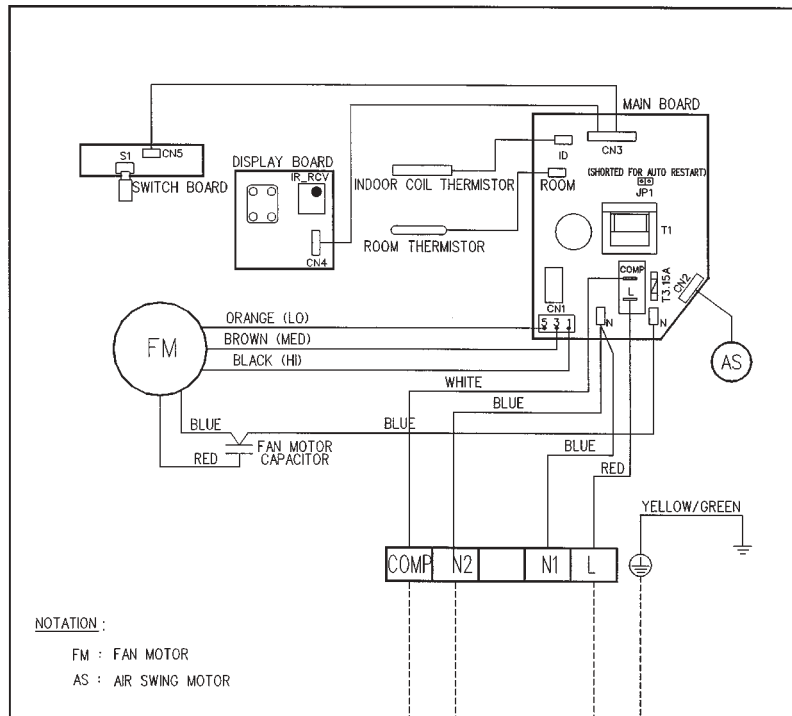 MAIN BOARD
S1
CN5
SWITCH BOARD
DISPLAY BOARD
IR_RCV
CN4
INDOOR COIL THERMISTOR
ROOM THERMISTOR
ID
ROOM
CN3
(SHORTED FOR AUTO RESTART)
JP1
T1
COMP
L
T3.15A
CN2
CN1
5 3 1
N
N
AS
FM
ORANGE (LO)
BROWN (MED)
BLACK (HI)
WHITE
BLUE
BLUE
BLUE
BLUE
RED
FAN MOTOR
CAPACITOR
RED
YELLOW/GREEN
COMP N2 N1 L
NOTATION :
FM : FAN MOTOR
AS : AIR SWING MOTOR